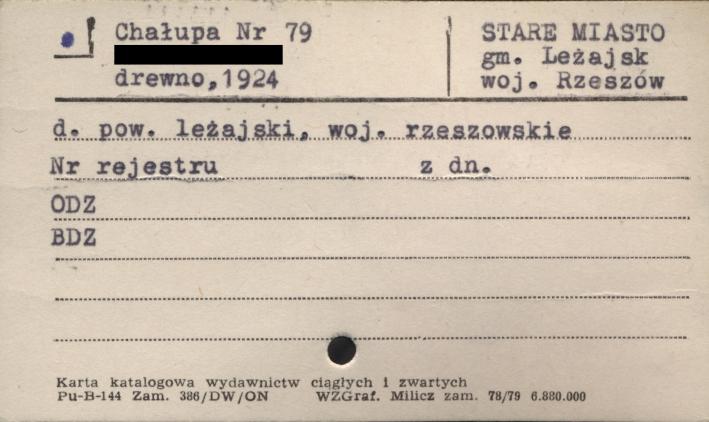 Chałupa Nr 79
drewno,1924
STARE MIASTO
gm. Leżajsk
woj. Rzeszów
d. pow. leżajski, woj. rzeszowskie
Nr rejestru z dn.
ODZ
BDZ
Karta katalogowa wydawnictw ciągłych i zwartych
Pu-B-144 Zam. 386/DW/ON WZGraf. Milicz zam. 78/79 6.880.000